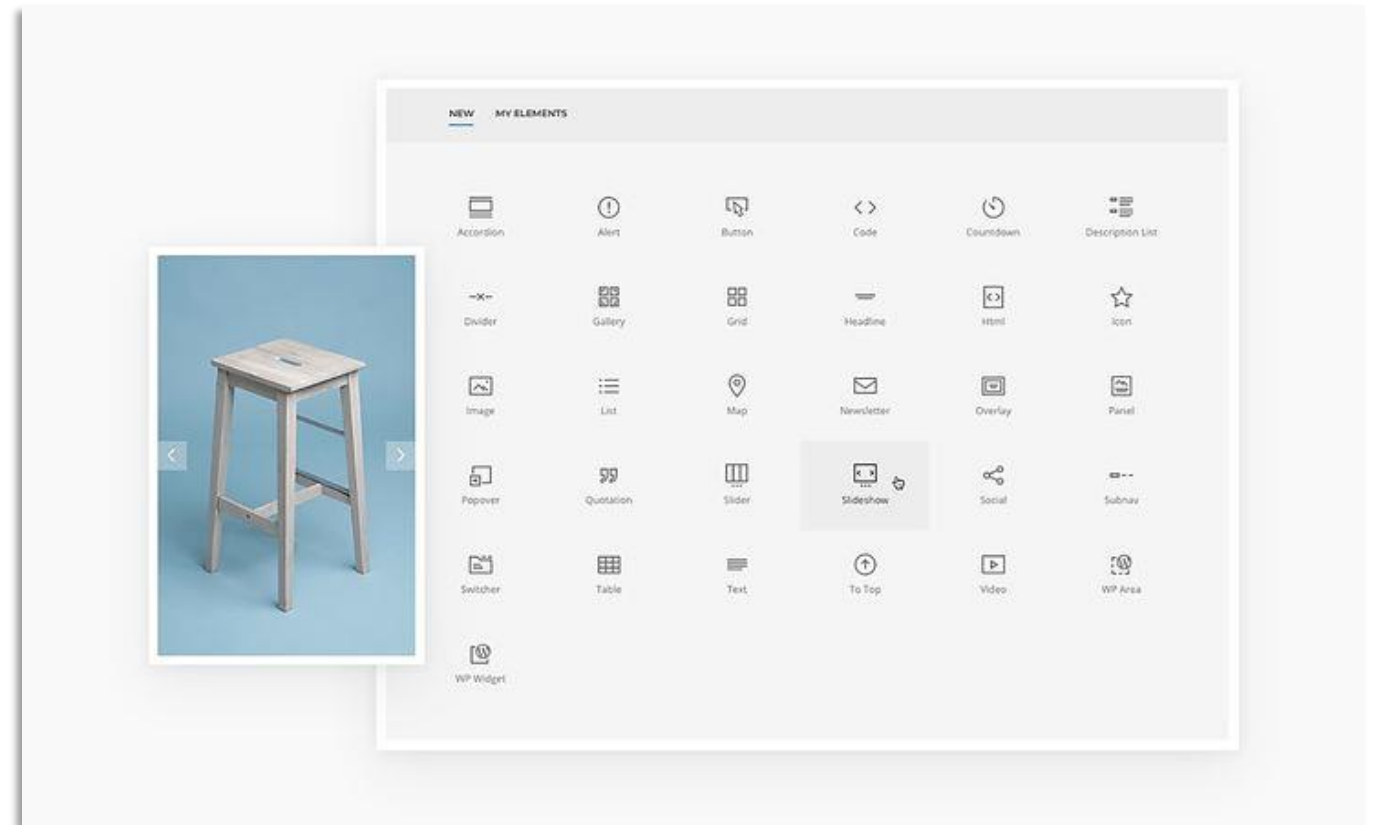 NEW MY ELEMENTS
Accordion Alert Button Code Countdown Description List
Divider Gallery Grid Headline Html Icon
Image List Map Newsletter Overlay Panel
Popover Quotation Slider Slideshow Social Subnav
Switcher Table Text To Top Video WP Area
WP Widget